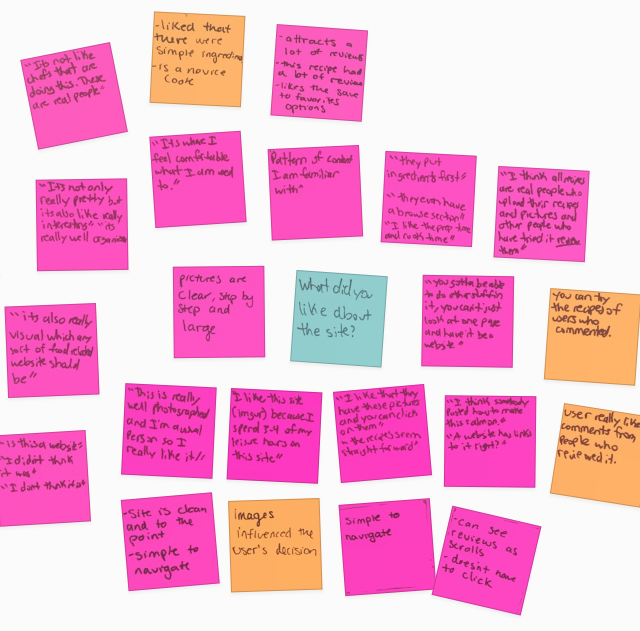 "It's not like
chefs that are
doing this. These
are real people"
-liked that
there were
Simple ingredients
-is a novice
Cook
- attracts a
lot of reviews
-this recipe had
a lot of reviews
-likes the save
to favorites
options
"It's not only
really pretty but
its also like really
interesting" "its
really well organized
"Its where I
feel comfortable
what I am used
to."
Pattern of content
I am familiar
with"
"they put
ingredients first"
"they even have
a browse section"
"I like the prep time
and cook time"
"I think all recipes
are real people who
upload their recipes
and pictures and
other people who
have tried it review
them"
"its also really
visual which any
sort of food related
website should
be"
pictures are
clear, step by
step and
large
What did you
like about
the site?
"you gotta be able
to do other stuff in
it, you can't just
look at one page
and have it be a
website"
you can try
the recipes of
users who
commented.
-is this a website
"I didn't think
it was"
"I dont think it is"
"This is really
well photographed
and I'm a visual
person so I
really like it"
I like this site
(imgur) because I
spend 3-4 of my
leisure hours on
this site"
"I like that they
have these pictures
and you can click
on them"
"the recipes seem
straight forward"
"I think somebody
posted how to make
this salmon."
"A website has links
to it right?"
user really like
comments from
People who
reviewed it.
-Site is clean
and to the
point
-simple to
navigate
images
influenced the
user's decision
Simple to
navigate
-can see
reviews as
scrolls
- doesn't have
to click